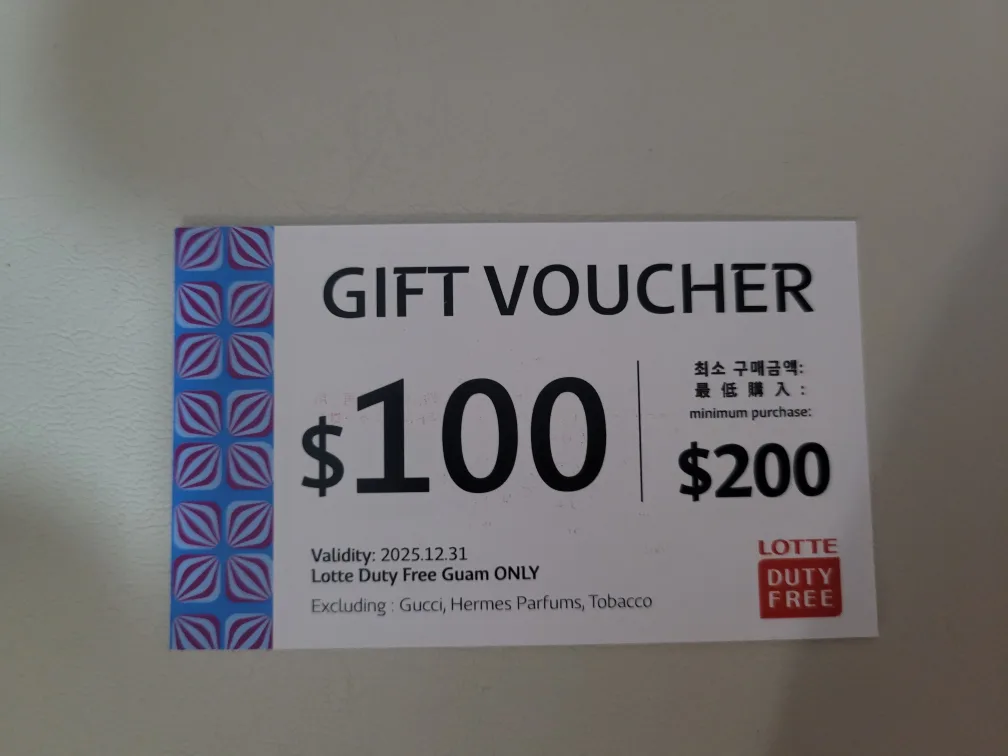 GIFT VOUCHER
$100
최소 구매금액:
最 低 購 入 :
minimum purchase:
$200
Validity: 2025.12.31
Lotte Duty Free Guam ONLY
Excluding : Gucci, Hermes Parfums, Tobacco
LOTTE
DUTY
FREE